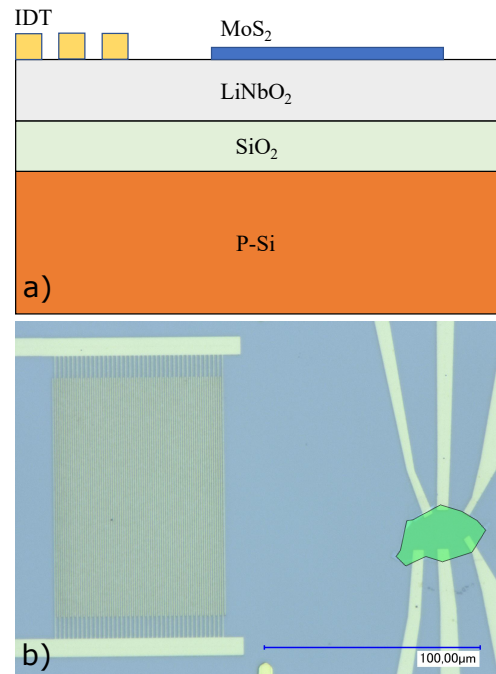 IDT
MoS₂
LiNbO₂
SiO₂
P-Si
a)
b)
100,00µm